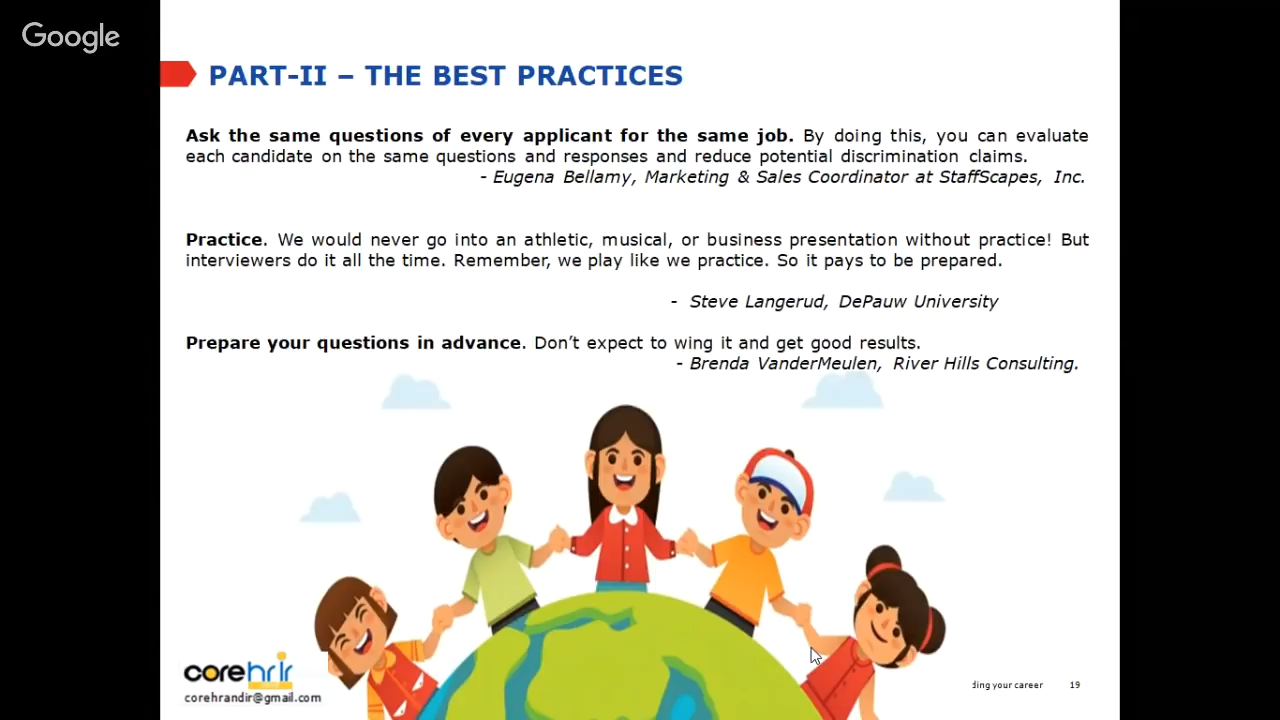 Google
PART-II – THE BEST PRACTICES
Ask the same questions of every applicant for the same job. By doing this, you can evaluate
each candidate on the same questions and responses and reduce potential discrimination claims.
- Eugena Bellamy, Marketing & Sales Coordinator at StaffScapes, Inc.
Practice. We would never go into an athletic, musical, or business presentation without practice! But
interviewers do it all the time. Remember, we play like we practice. So it pays to be prepared.
- Steve Langerud, DePauw University
Prepare your questions in advance. Don’t expect to wing it and get good results.
- Brenda VanderMeulen, River Hills Consulting.
corehrir
corehrandir@gmail.com
ding your career 19